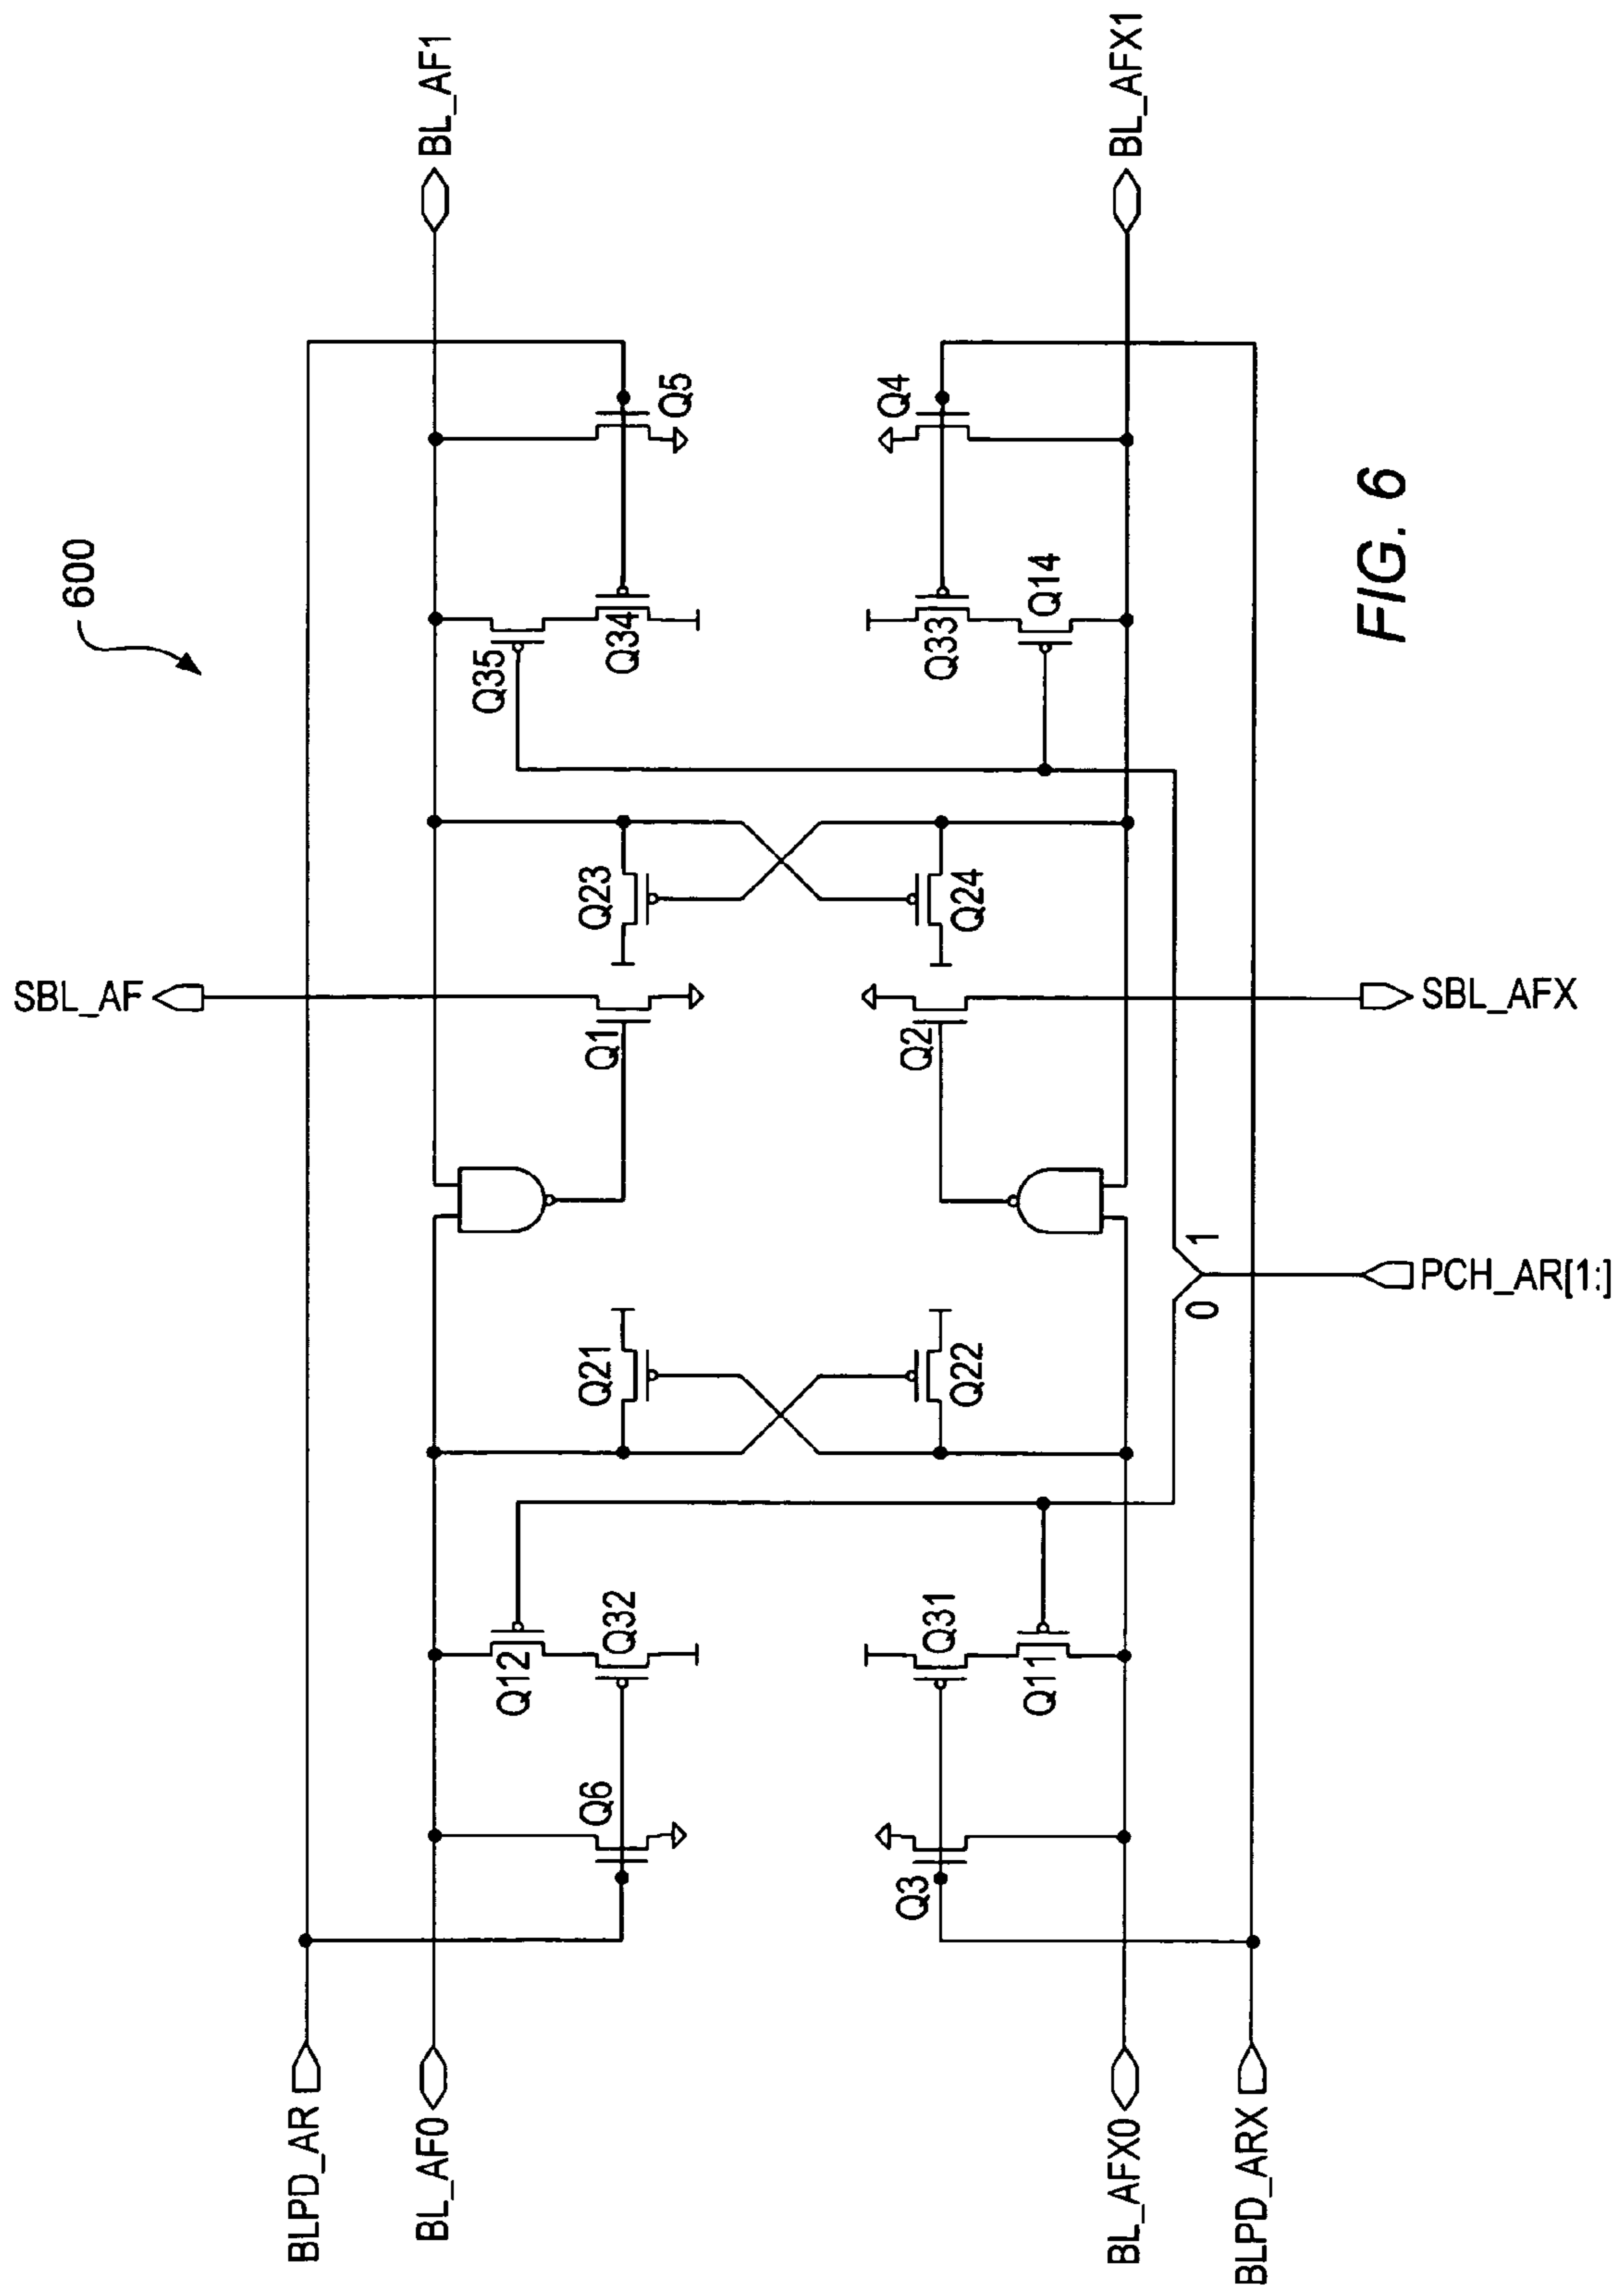 600
BL_AF1
BL_AFX1
Q5
Q4
Q35
Q34
Q33
Q14
Q23
Q24
SBL_AF
Q1
Q2
SBL_AFX
1
0
PCH_AR[1:]
Q21
Q22
Q12
Q32
Q31
Q11
Q6
Q3
BLPD_AR
BL_AF0
BL_AFX0
BLPD_ARX
FIG. 6